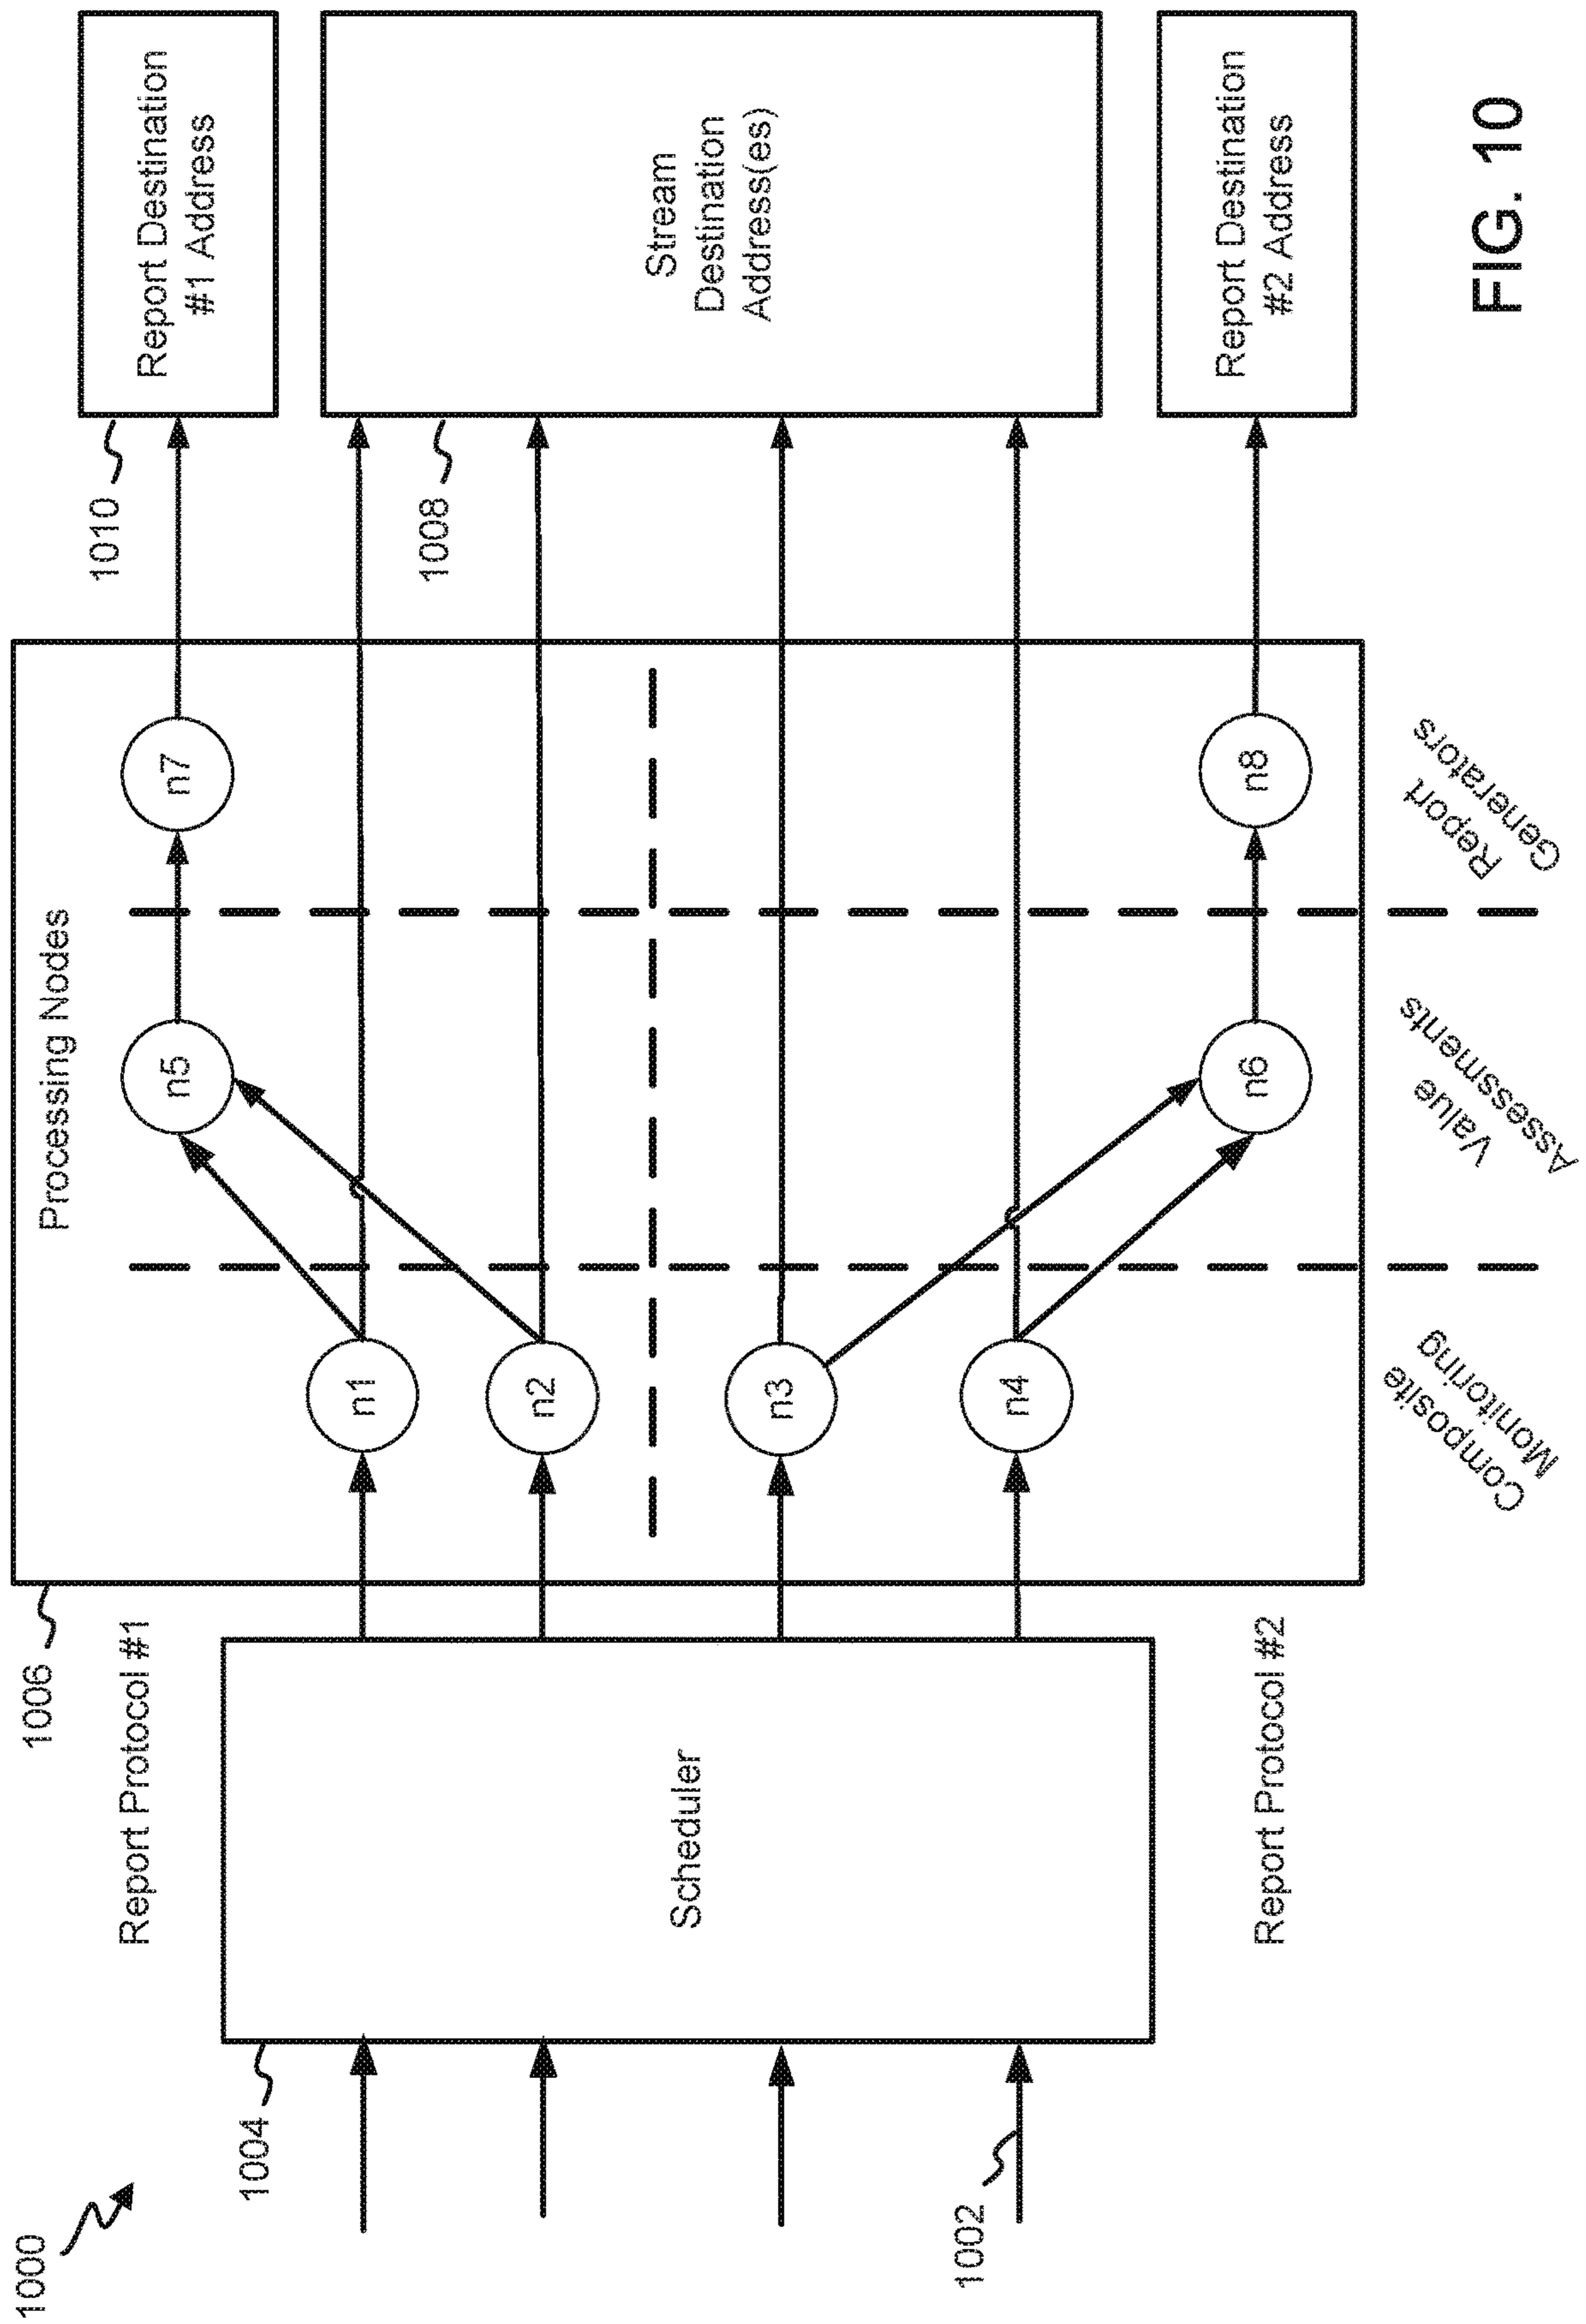 1000
1002
1004
Scheduler
Report Protocol #1
Report Protocol #2
1006
Processing Nodes
n1
n2
n3
n4
n5
n6
n7
n8
Composite
Monitoring
Value
Assessments
Report
Generators
1010
Report Destination
#1 Address
1008
Stream
Destination
Address(es)
Report Destination
#2 Address
FIG. 10